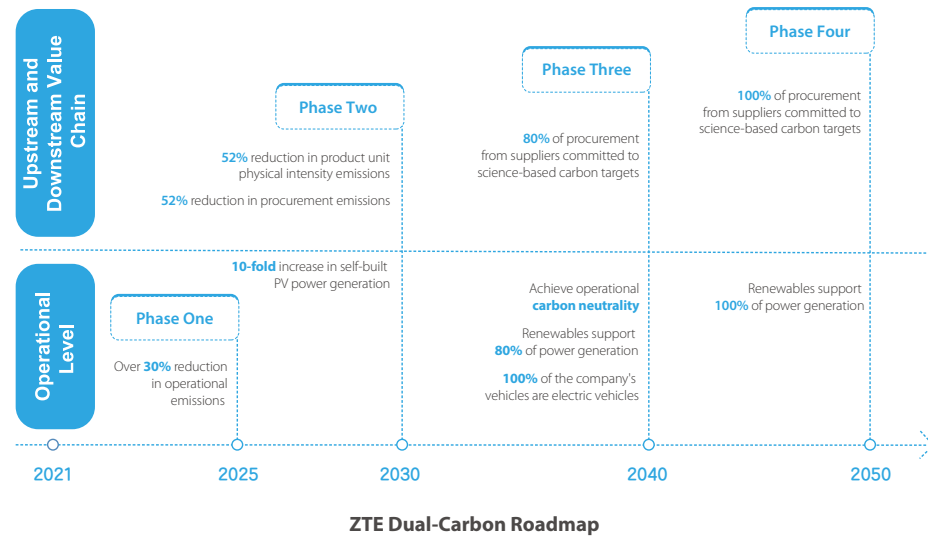 Upstream and
Downstream Value
Chain
Phase Two
52% reduction in product unit
physical intensity emissions
52% reduction in procurement emissions
Phase Three
80% of procurement
from suppliers committed to
science-based carbon targets
Phase Four
100% of procurement
from suppliers committed to
science-based carbon targets
Operational
Level
Phase One
Over 30% reduction
in operational
emissions
10-fold increase in self-built
PV power generation
Achieve operational
carbon neutrality
Renewables support
80% of power generation
100% of the company's
vehicles are electric vehicles
Renewables support
100% of power generation
2021
2025
2030
2040
2050
ZTE Dual-Carbon Roadmap